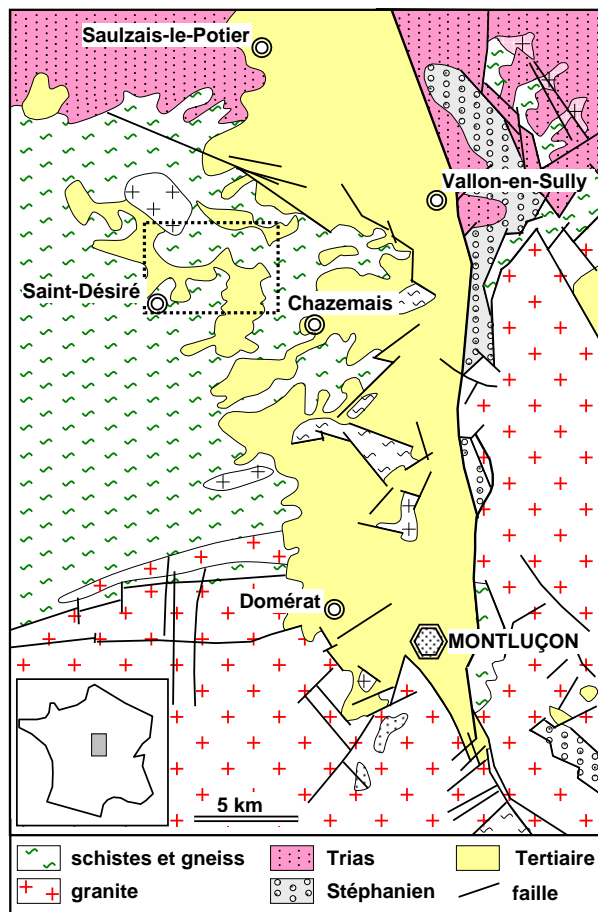 Saulzais-le-Potier
Vallon-en-Sully
Saint-Désiré
Chazemais
Domérat
MONTLUÇON
5 km
schistes et gneiss
Trias
Tertiaire
granite
Stéphanien
faille